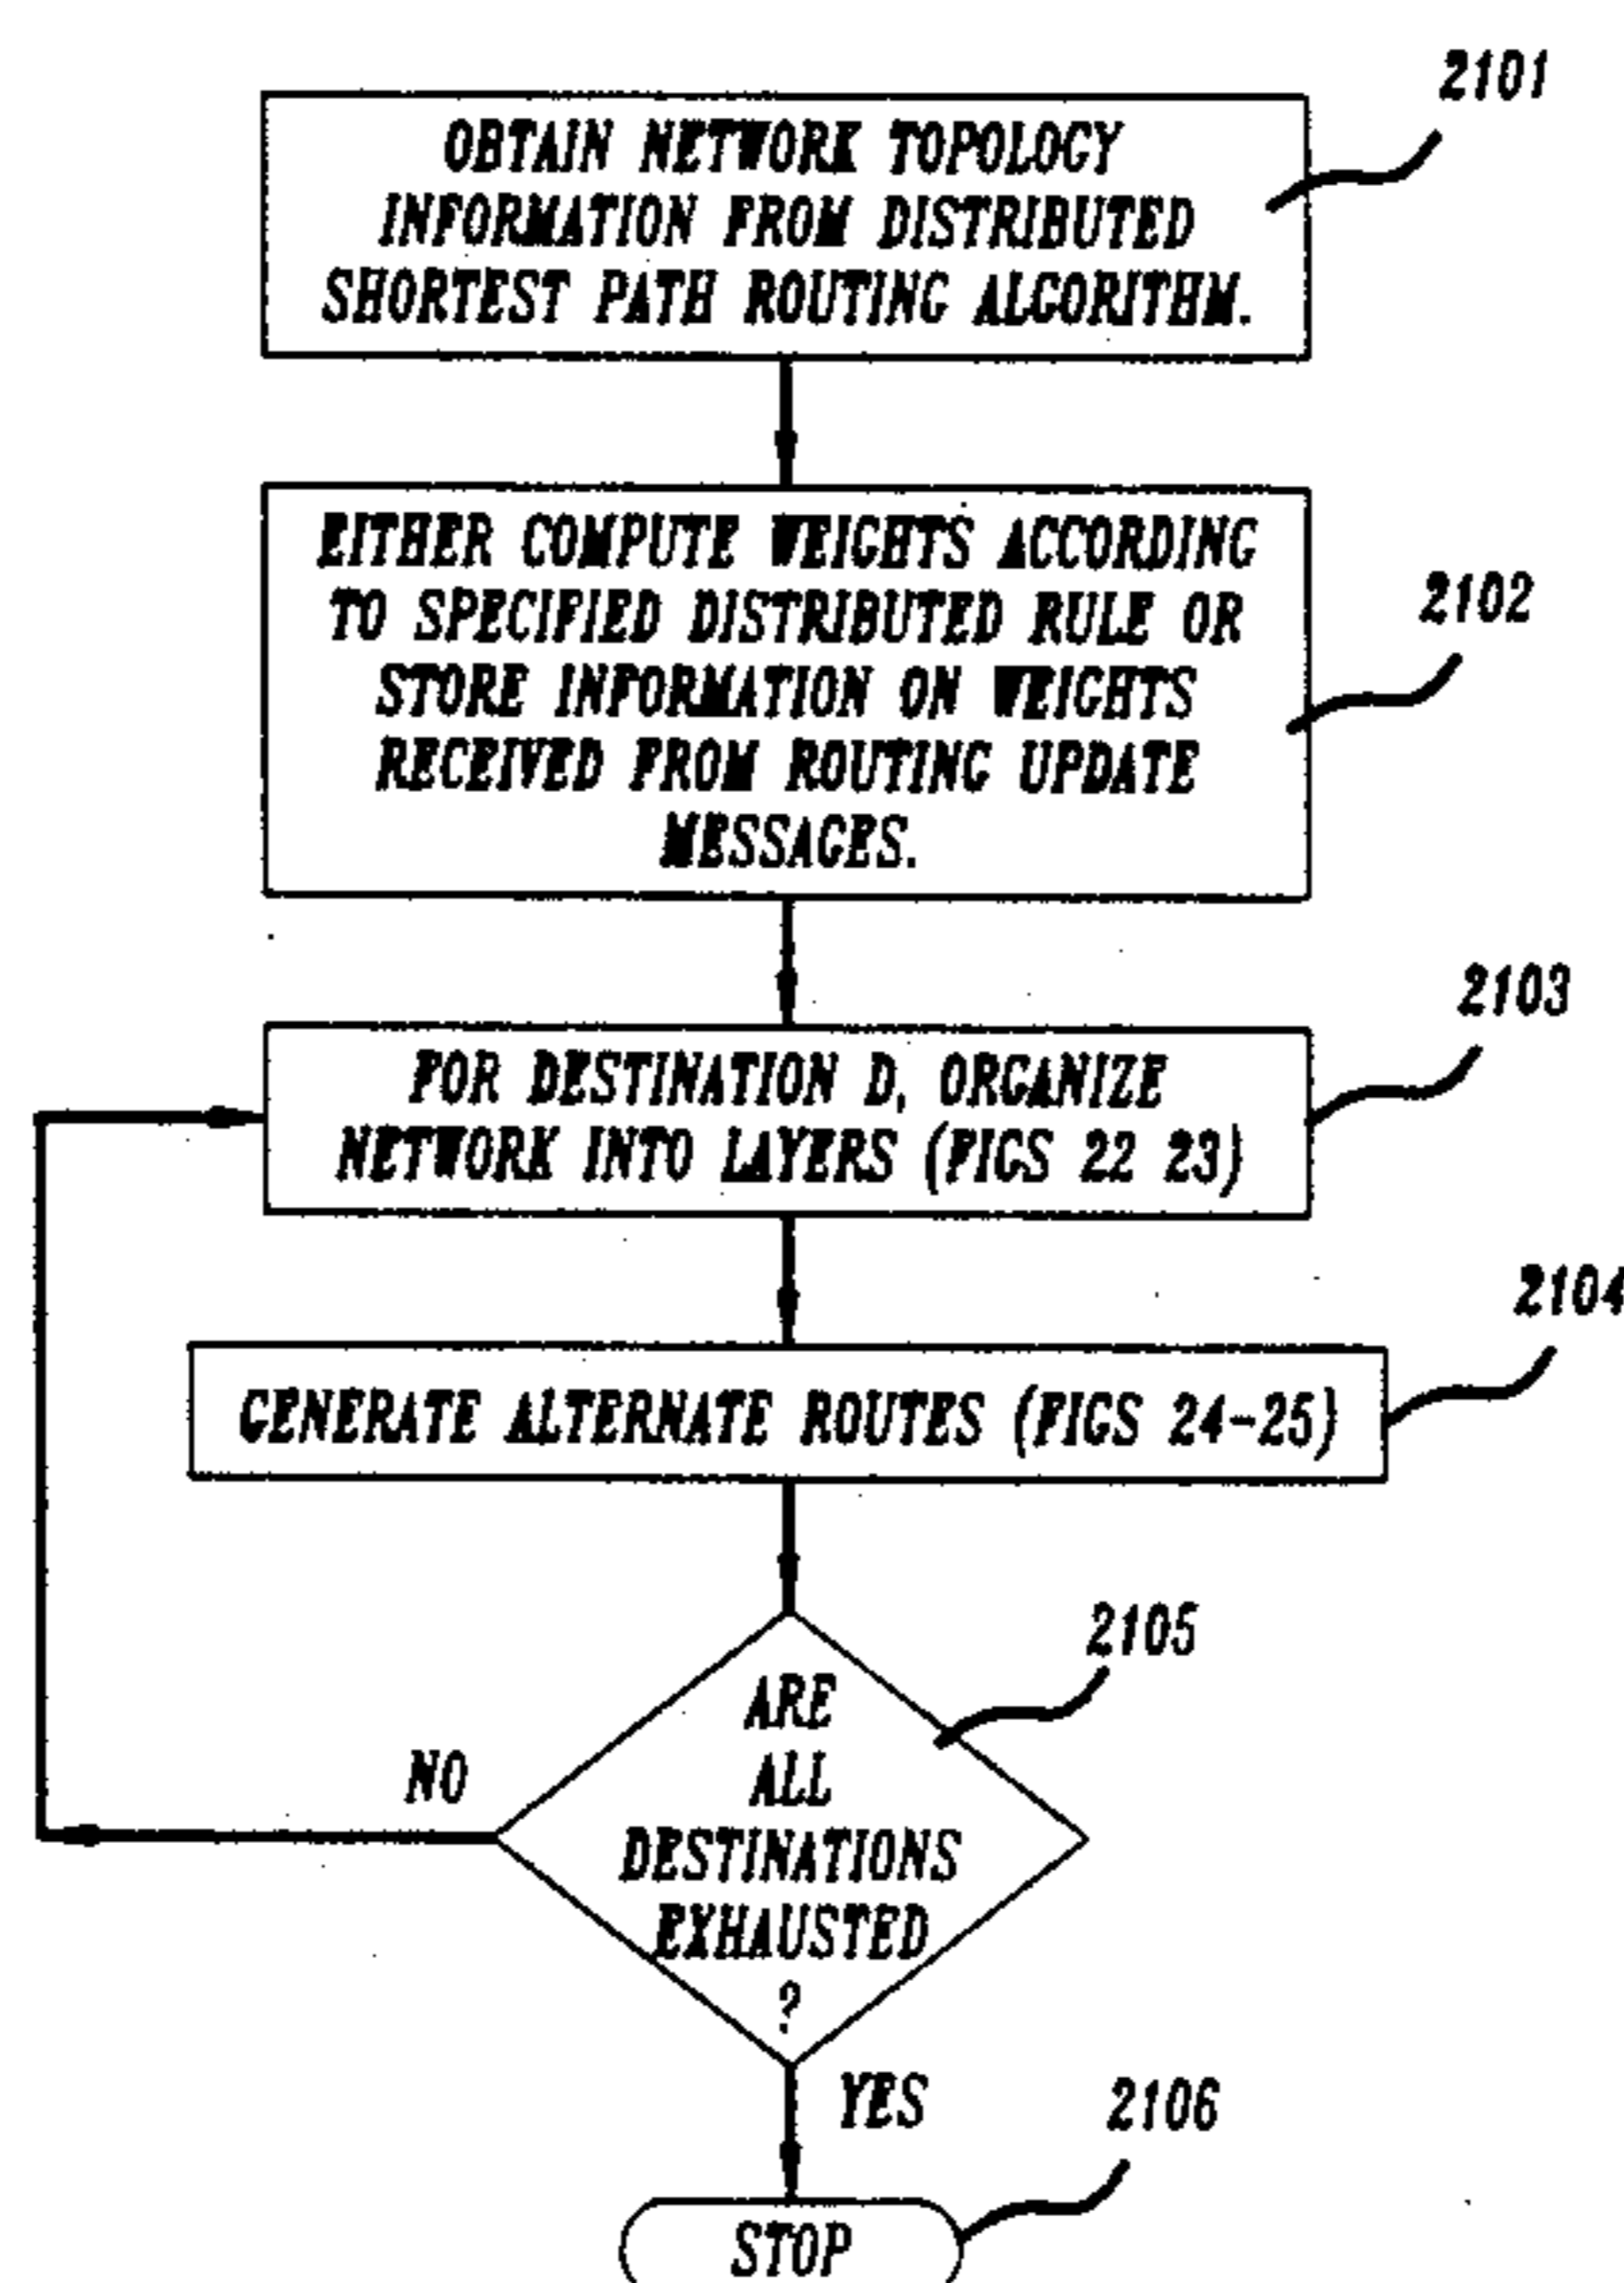 2101
OBTAIN NETWORK TOPOLOGY
INFORMATION FROM DISTRIBUTED
SHORTEST PATH ROUTING ALGORITHM.
EITHER COMPUTE WEIGHTS ACCORDING
TO SPECIFIED DISTRIBUTED RULE OR
STORE INFORMATION ON WEIGHTS
RECEIVED FROM ROUTING UPDATE
MESSAGES.
2102
2103
FOR DESTINATION D, ORGANIZE
NETWORK INTO LAYERS (FIGS 22 23)
2104
GENERATE ALTERNATE ROUTES (FIGS 24-25)
2105
ARE
ALL
DESTINATIONS
EXHAUSTED
?
NO
YES
2106
STOP